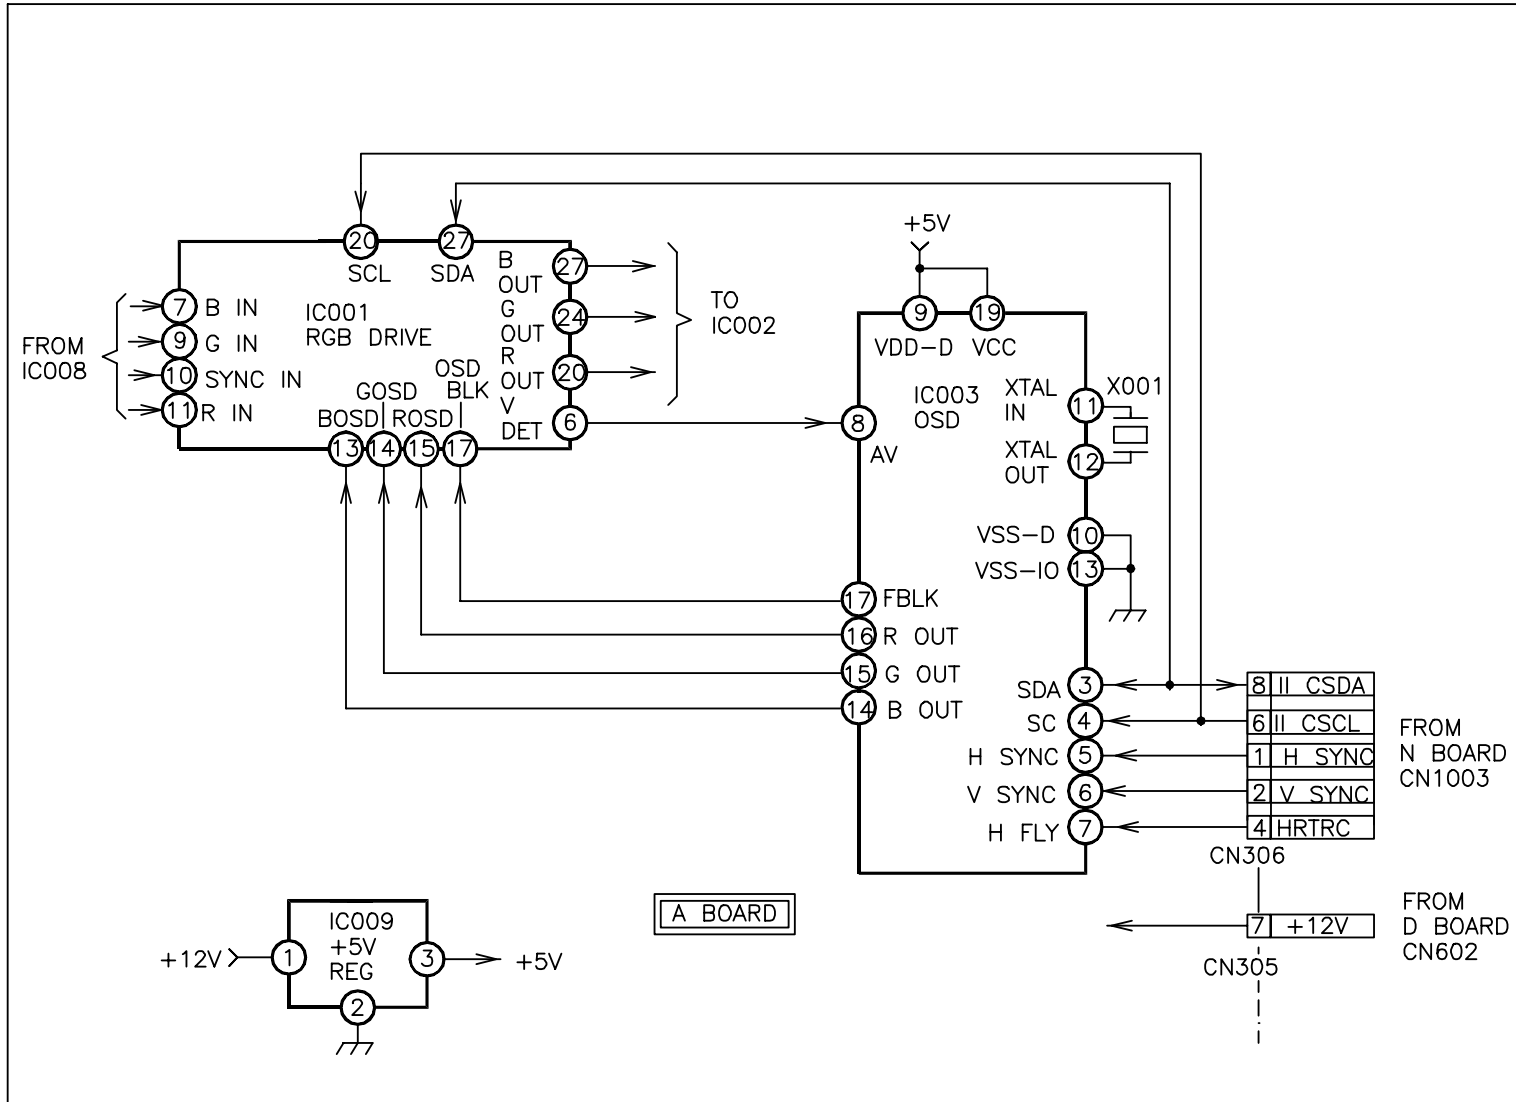 20
27
SCL
SDA
IC001
RGB DRIVE
FROM
IC008
7
B IN
9
G IN
10
SYNC IN
11
R IN
B
OUT
G
OUT
R
OUT
V
DET
27
24
20
6
TO
IC002
BOSD
GOSD
ROSD
OSD
BLK
13
14
15
17
+5V
9
19
VDD-D
VCC
IC003
OSD
8
AV
XTAL
IN
11
X001
XTAL
OUT
12
VSS-D
10
VSS-IO
13
17
FBLK
16
R OUT
15
G OUT
14
B OUT
SDA
3
SC
4
H SYNC
5
V SYNC
6
H FLY
7
8 II CSDA
6 II CSCL
1 H SYNC
2 V SYNC
4 HRTRC
FROM
N BOARD
CN1003
CN306
7 +12V
FROM
D BOARD
CN602
CN305
A BOARD
+12V
1
IC009
+5V
REG
3
+5V
2